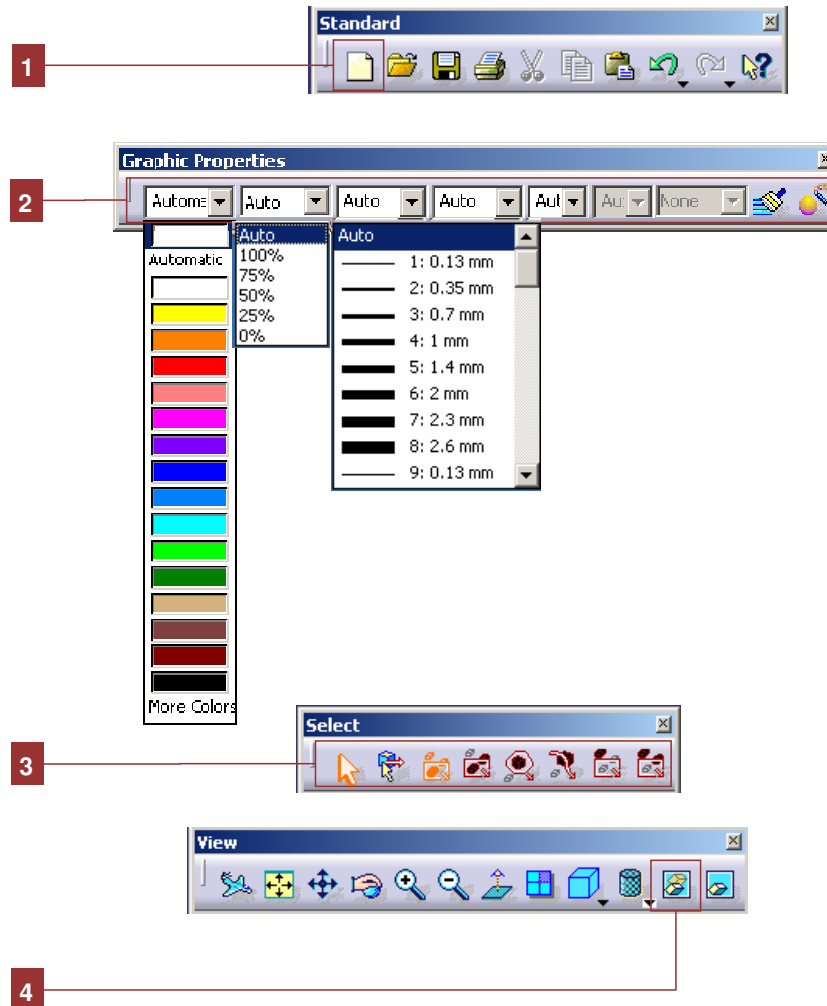 Standard
1
Graphic Properties
2
Automa Auto Auto Auto Aut Au: None
Automatic
More Colors
Auto
100%
75%
50%
25%
0%
Auto
1: 0.13 mm
2: 0.35 mm
3: 0.7 mm
4: 1 mm
5: 1.4 mm
6: 2 mm
7: 2.3 mm
8: 2.6 mm
9: 0.13 mm
Select
3
View
4